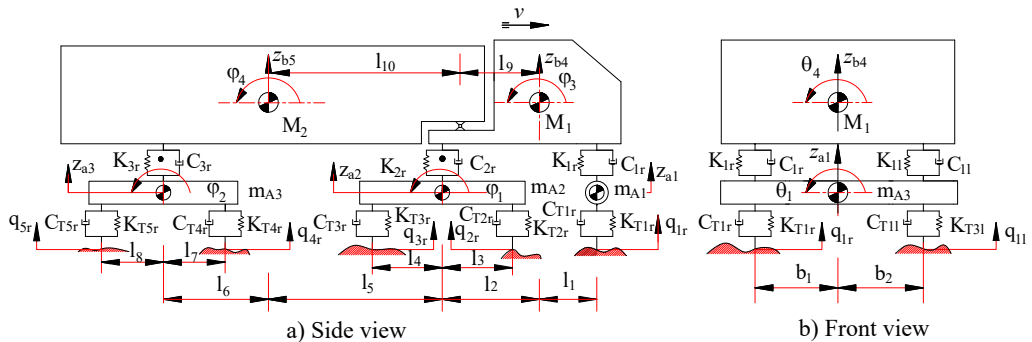 v
z_b5 l_10 l_9 z_b4 z_b4
φ_4 φ_3 θ_4
M_2 M_1 M_1
K_3r C_3r K_2r C_2r K_1r C_1r K_1r C_1r z_a1 K_1l C_1l
z_a3 φ_2 m_A3 z_a2 φ_1 m_A2 m_A1 z_a1 θ_1 m_A3
q_5r C_T5r K_T5r C_T4r K_T4r q_4r C_T3r K_T3r q_3r q_2r C_T2r K_T2r C_T1r K_T1r q_1r C_T1r K_T1r q_1r C_T1l K_T3l q_1l
l_8 l_7 l_4 l_3
l_6 l_5 l_2 l_1 b_1 b_2
a) Side view b) Front view